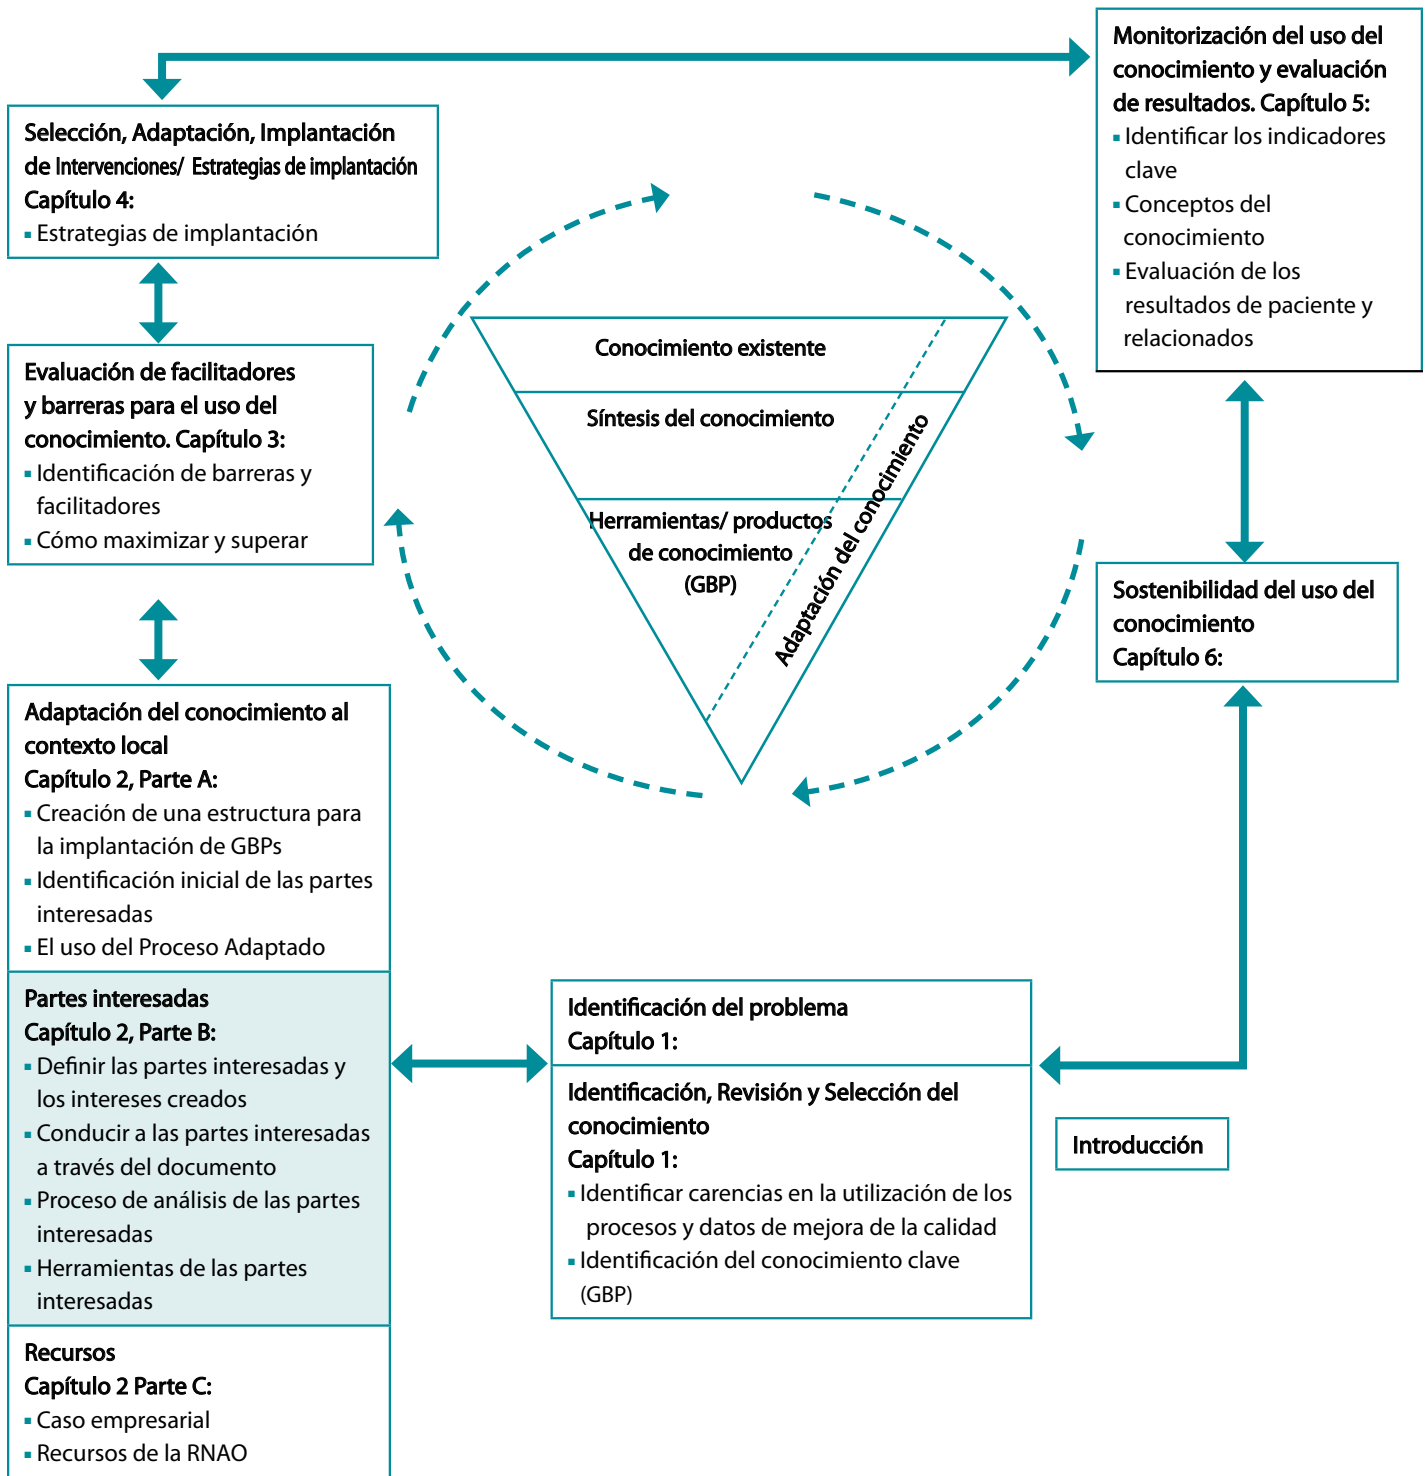 Monitorización del uso del
conocimiento y evaluación
de resultados. Capítulo 5:
▪ Identificar los indicadores
clave
▪ Conceptos del
conocimiento
▪ Evaluación de los
resultados de paciente y
relacionados
Selección, Adaptación, Implantación
de Intervenciones/ Estrategias de implantación
Capítulo 4:
▪ Estrategias de implantación
Evaluación de facilitadores
y barreras para el uso del
conocimiento. Capítulo 3:
▪ Identificación de barreras y
facilitadores
▪ Cómo maximizar y superar
Conocimiento existente
Síntesis del conocimiento
Herramientas/ productos
de conocimiento
(GBP)
Adaptación del conocimiento
Sostenibilidad del uso del
conocimiento
Capítulo 6:
Adaptación del conocimiento al
contexto local
Capítulo 2, Parte A:
▪ Creación de una estructura para
la implantación de GBPs
▪ Identificación inicial de las partes
interesadas
▪ El uso del Proceso Adaptado
Partes interesadas
Capítulo 2, Parte B:
▪ Definir las partes interesadas y
los intereses creados
▪ Conducir a las partes interesadas
a través del documento
▪ Proceso de análisis de las partes
interesadas
▪ Herramientas de las partes
interesadas
Recursos
Capítulo 2 Parte C:
▪ Caso empresarial
▪ Recursos de la RNAO
Identificación del problema
Capítulo 1:
Identificación, Revisión y Selección del
conocimiento
Capítulo 1:
▪ Identificar carencias en la utilización de los
procesos y datos de mejora de la calidad
▪ Identificación del conocimiento clave
(GBP)
Introducción